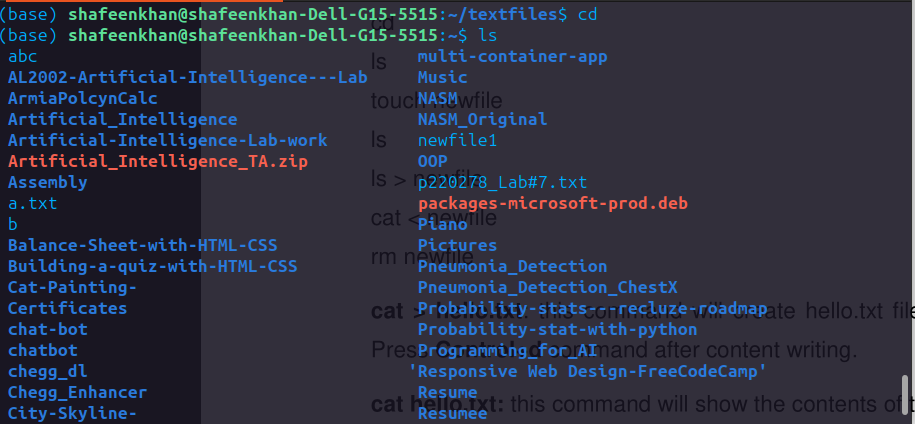 (base) shafeenkhan@shafeenkhan-Dell-G15-5515:~/textfiles$ cd
(base) shafeenkhan@shafeenkhan-Dell-G15-5515:~$ ls
abc multi-container-app
AL2002-Artificial-Intelligence---Lab Music
ls
ArmiaPolcynCalc NASM
touch newfile
Artificial_Intelligence NASM_Original
Artificial-Intelligence-Lab-work newfile1
ls
Artificial_Intelligence_TA.zip OOP
Assembly p220278_Lab#7.txt
ls > newfile
a.txt packages-microsoft-prod.deb
b Piano
cat < newfile
Balance-Sheet-with-HTML-CSS Pictures
rm newfile
Building-a-quiz-with-HTML-CSS Pneumonia_Detection
Cat-Painting- Pneumonia_Detection_ChestX
Certificates Probability-stats---recluze-roadmap
cat > hello.txt: this command will create hello.txt file
chat-bot Probability-stat-with-python
chatbot Programming_for_AI
Press Control-d command after content writing.
chegg_dl 'Responsive Web Design-FreeCodeCamp'
Chegg_Enhancer Resume
cat hello.txt: this command will show the contents of t
City-Skyline- Resumee